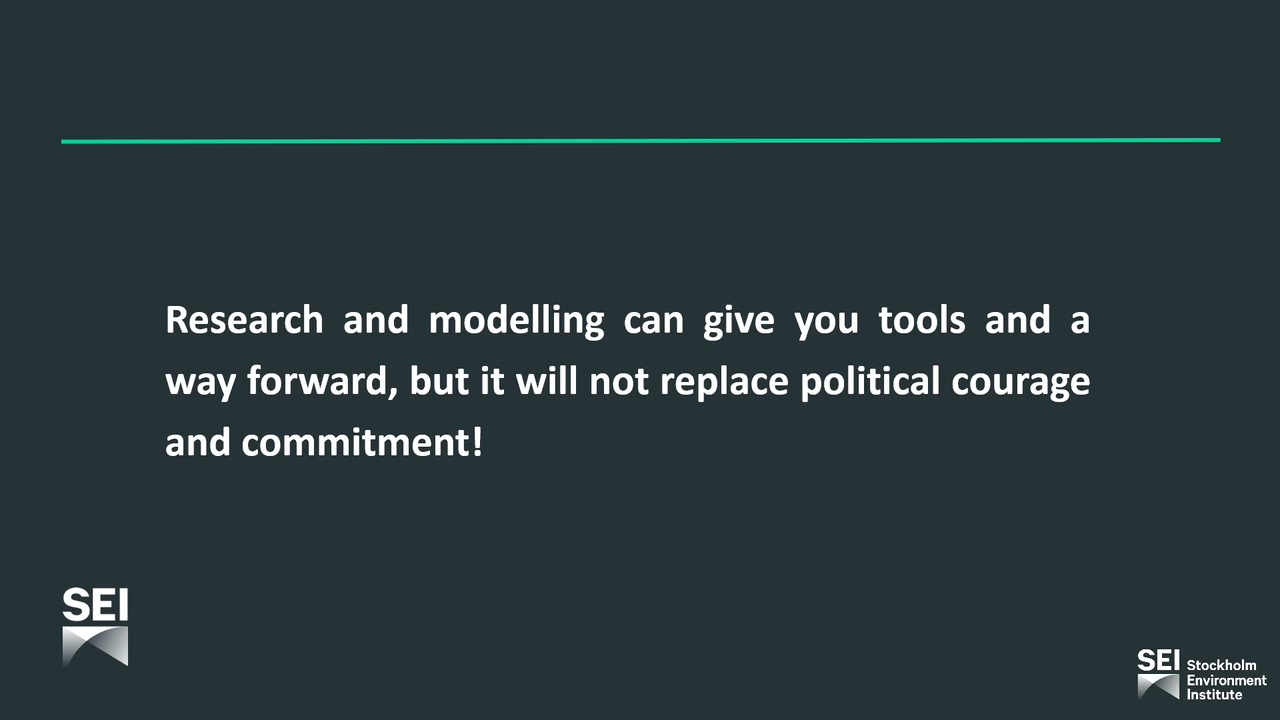 Research and modelling can give you tools and a
way forward, but it will not replace political courage
and commitment!
SEI
SEI
Stockholm
Environment
Institute